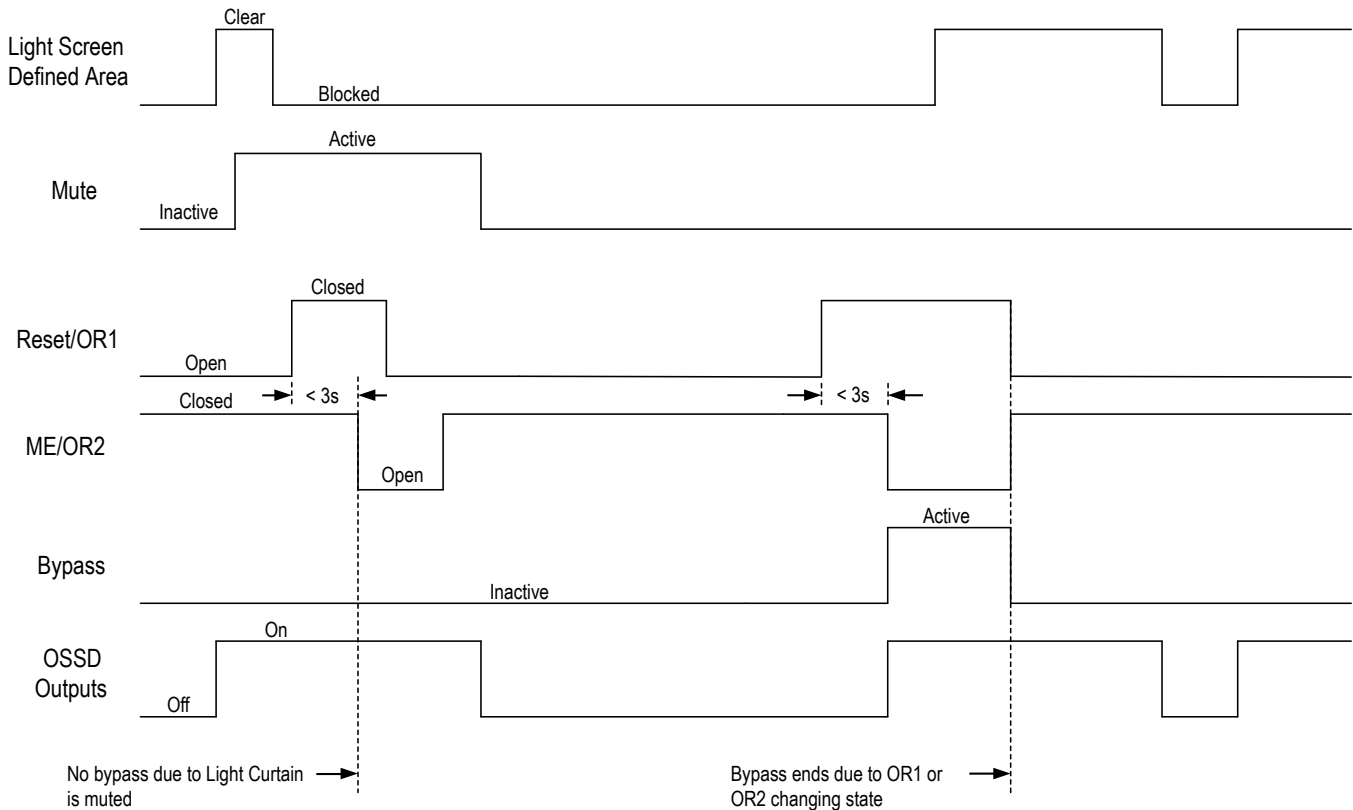 Clear
Light Screen
Defined Area
Blocked
Active
Mute
Inactive
Closed
Reset/OR1
Open
< 3s
< 3s
Closed
ME/OR2
Open
Active
Bypass
Inactive
On
OSSD
Outputs
Off
No bypass due to Light Curtain
is muted
Bypass ends due to OR1 or
OR2 changing state